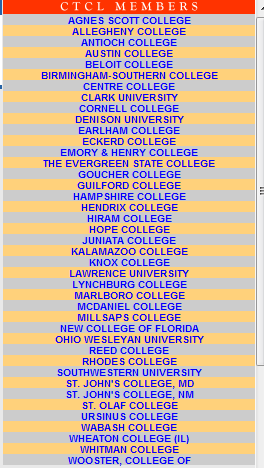 CTCL MEMBERS
AGNES SCOTT COLLEGE
ALLEGHENY COLLEGE
ANTIOCH COLLEGE
AUSTIN COLLEGE
BELOIT COLLEGE
BIRMINGHAM-SOUTHERN COLLEGE
CENTRE COLLEGE
CLARK UNIVERSITY
CORNELL COLLEGE
DENISON UNIVERSITY
EARLHAM COLLEGE
ECKERD COLLEGE
EMORY & HENRY COLLEGE
THE EVERGREEN STATE COLLEGE
GOUCHER COLLEGE
GUILFORD COLLEGE
HAMPSHIRE COLLEGE
HENDRIX COLLEGE
HIRAM COLLEGE
HOPE COLLEGE
JUNIATA COLLEGE
KALAMAZOO COLLEGE
KNOX COLLEGE
LAWRENCE UNIVERSITY
LYNCHBURG COLLEGE
MARLBORO COLLEGE
MCDANIEL COLLEGE
MILLSAPS COLLEGE
NEW COLLEGE OF FLORIDA
OHIO WESLEYAN UNIVERSITY
REED COLLEGE
RHODES COLLEGE
SOUTHWESTERN UNIVERSITY
ST. JOHN'S COLLEGE, MD
ST. JOHN'S COLLEGE, NM
ST. OLAF COLLEGE
URSINUS COLLEGE
WABASH COLLEGE
WHEATON COLLEGE (IL)
WHITMAN COLLEGE
WOOSTER, COLLEGE OF